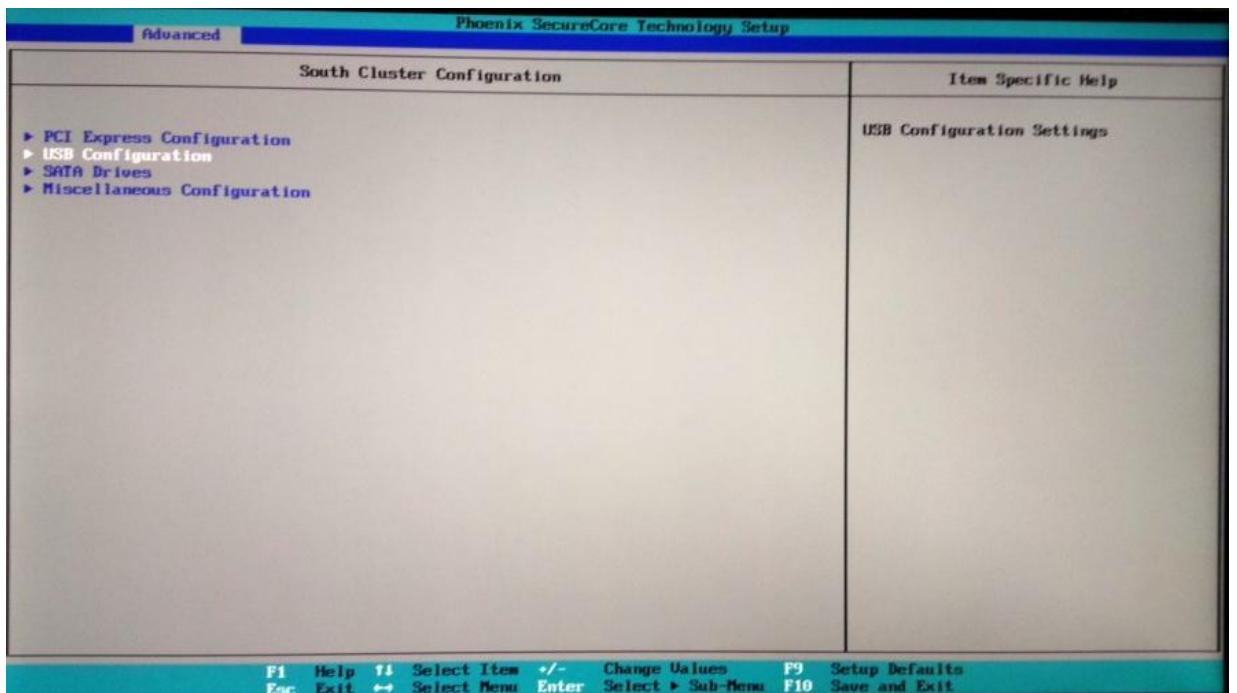 Phoenix SecureCore Technology Setup
Advanced
South Cluster Configuration
Item Specific Help
▶ PCI Express Configuration
▶ USB Configuration
▶ SATA Drives
▶ Miscellaneous Configuration
USB Configuration Settings
F1 Help ↑↓ Select Item +/- Change Values F9 Setup Defaults
Esc Exit ↔ Select Menu Enter Select ▶ Sub-Menu F10 Save and Exit